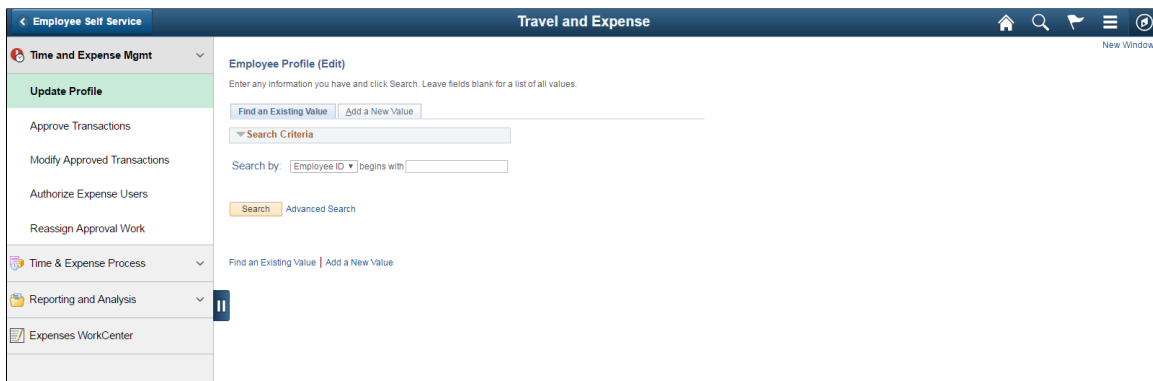 Employee Self Service
Travel and Expense
New Window
Time and Expense Mgmt
Update Profile
Approve Transactions
Modify Approved Transactions
Authorize Expense Users
Reassign Approval Work
Time & Expense Process
Reporting and Analysis
Expenses WorkCenter
Employee Profile (Edit)
Enter any information you have and click Search. Leave fields blank for a list of all values.
Find an Existing Value Add a New Value
Search Criteria
Search by: Employee ID begins with
Search Advanced Search
Find an Existing Value | Add a New Value